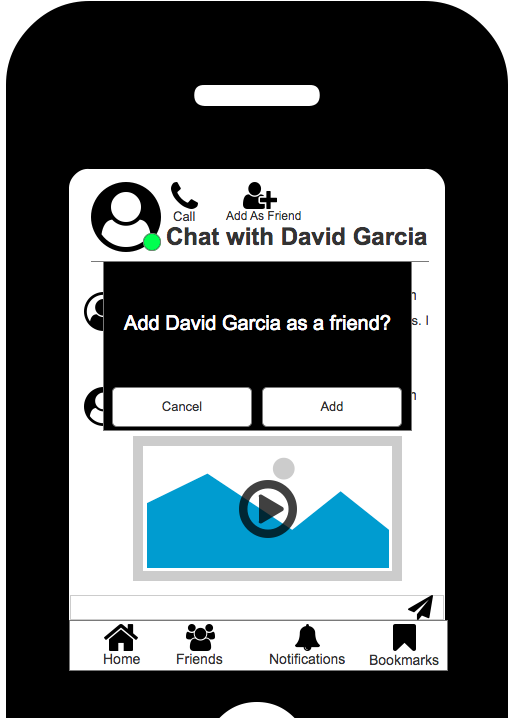 Call
Add As Friend
Chat with David Garcia
s. I
Add David Garcia as a friend?
Cancel
Add
Home
Friends
Notifications
Bookmarks